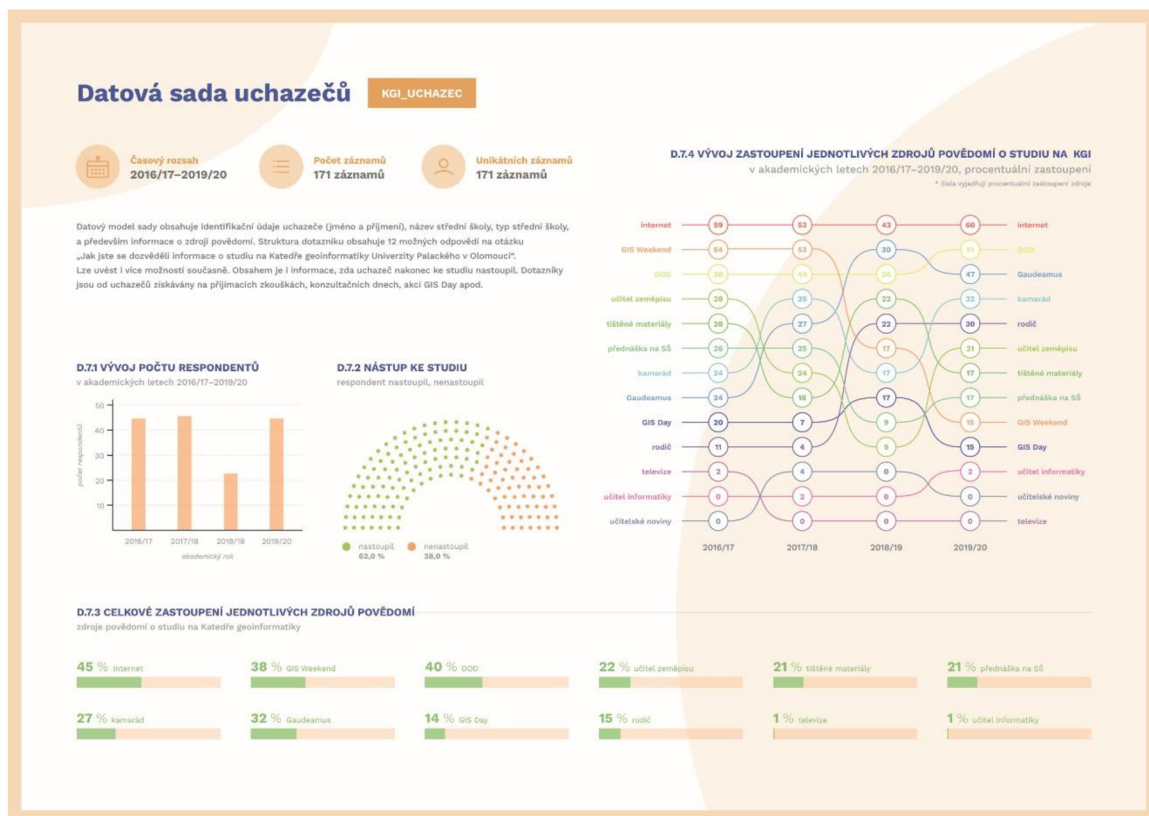 Datová sada uchazečů
KGI_UCHAZEC
Časový rozsah
2016/17–2019/20
Počet záznamů
171 záznamů
Unikátních záznamů
171 záznamů
Datový model sady obsahuje identifikační údaje uchazeče (jméno a příjmení), název střední školy, typ střední školy,
a především informace o zdroji povědomí. Struktura dotazníku obsahuje 12 možných odpovědí na otázku
„Jak jste se dozvěděli informace o studiu na Katedře geoinformatiky Univerzity Palackého v Olomouci“.
Lze uvést i více možností současně. Obsahem je i informace, zda uchazeč nakonec ke studiu nastoupil. Dotazníky
jsou od uchazečů získávány na přijímacích zkouškách, konzultačních dnech, akci GIS Day apod.
D.7.1 VÝVOJ POČTU RESPONDENTŮ
v akademických letech 2016/17–2019/20
počet respondentů
50
40
30
20
10
2016/17 2017/18 2018/19 2019/20
akademický rok
D.7.2 NÁSTUP KE STUDIU
respondent nastoupil, nenastoupil
nastoupil
62,0 %
nenastoupil
38,0 %
D.7.4 VÝVOJ ZASTOUPENÍ JEDNOTLIVÝCH ZDROJŮ POVĚDOMÍ O STUDIU NA KGI
v akademických letech 2016/17–2019/20, procentuální zastoupení
* čísla vyjadřují procentuální zastoupení zdroje
internet 59 53 43 60 internet
GIS Weekend 54 53 30 51 DOD
DOD 44 26 47 Gaudeamus
učitel zeměpisu 28 39 22 32 kamarád
tištěné materiály 28 27 22 30 rodič
přednáška na SŠ 26 25 17 21 učitel zeměpisu
kamarád 24 24 17 17 tištěné materiály
Gaudeamus 24 18 17 17 přednáška na SŠ
GIS Day 20 7 9 15 GIS Weekend
rodič 11 4 9 15 GIS Day
televize 2 4 0 2 učitel informatiky
učitel informatiky 0 2 0 0 učitelské noviny
učitelské noviny 0 0 0 0 televize
2016/17 2017/18 2018/19 2019/20
D.7.3 CELKOVÉ ZASTOUPENÍ JEDNOTLIVÝCH ZDROJŮ POVĚDOMÍ
zdroje povědomí o studiu na Katedře geoinformatiky
45 % internet
38 % GIS Weekend
40 % DOD
22 % učitel zeměpisu
21 % tištěné materiály
21 % přednáška na SŠ
27 % kamarád
32 % Gaudeamus
14 % GIS Day
15 % rodič
1 % televize
1 % učitel informatiky